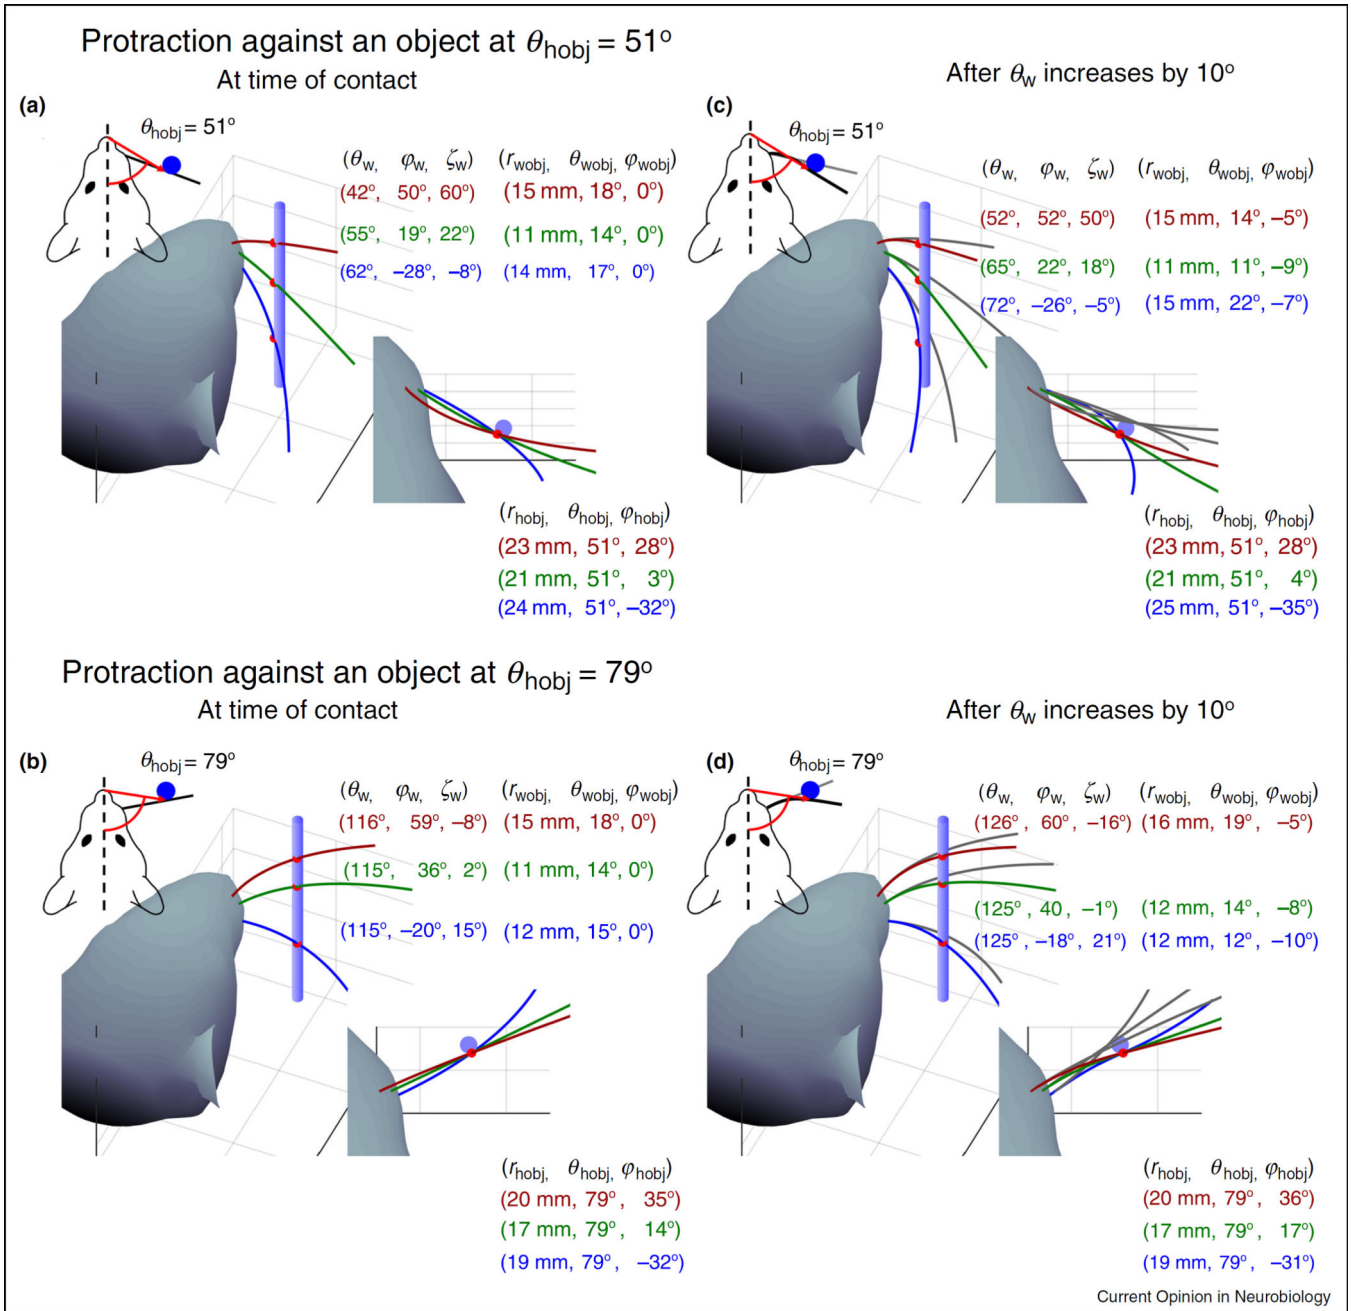 Protraction against an object at θhobj = 51°
At time of contact
After θw increases by 10°
(a)
θhobj = 51°
(θw, φw, ζw) (rwobj, θwobj, φwobj)
(42°, 50°, 60°) (15 mm, 18°, 0°)
(55°, 19°, 22°) (11 mm, 14°, 0°)
(62°, –28°, –8°) (14 mm, 17°, 0°)
(rhobj, θhobj, φhobj)
(23 mm, 51°, 28°)
(21 mm, 51°, 3°)
(24 mm, 51°, –32°)
(c)
θhobj = 51°
(θw, φw, ζw) (rwobj, θwobj, φwobj)
(52°, 52°, 50°) (15 mm, 14°, –5°)
(65°, 22°, 18°) (11 mm, 11°, –9°)
(72°, –26°, –5°) (15 mm, 22°, –7°)
(rhobj, θhobj, φhobj)
(23 mm, 51°, 28°)
(21 mm, 51°, 4°)
(25 mm, 51°, –35°)
Protraction against an object at θhobj = 79°
At time of contact
After θw increases by 10°
(b)
θhobj = 79°
(θw, φw, ζw) (rwobj, θwobj, φwobj)
(116°, 59°, –8°) (15 mm, 18°, 0°)
(115°, 36°, 2°) (11 mm, 14°, 0°)
(115°, –20°, 15°) (12 mm, 15°, 0°)
(rhobj, θhobj, φhobj)
(20 mm, 79°, 35°)
(17 mm, 79°, 14°)
(19 mm, 79°, –32°)
(d)
θhobj = 79°
(θw, φw, ζw) (rwobj, θwobj, φwobj)
(126°, 60°, –16°) (16 mm, 19°, –5°)
(125°, 40, –1°) (12 mm, 14°, –8°)
(125°, –18°, 21°) (12 mm, 12°, –10°)
(rhobj, θhobj, φhobj)
(20 mm, 79°, 36°)
(17 mm, 79°, 17°)
(19 mm, 79°, –31°)
Current Opinion in Neurobiology